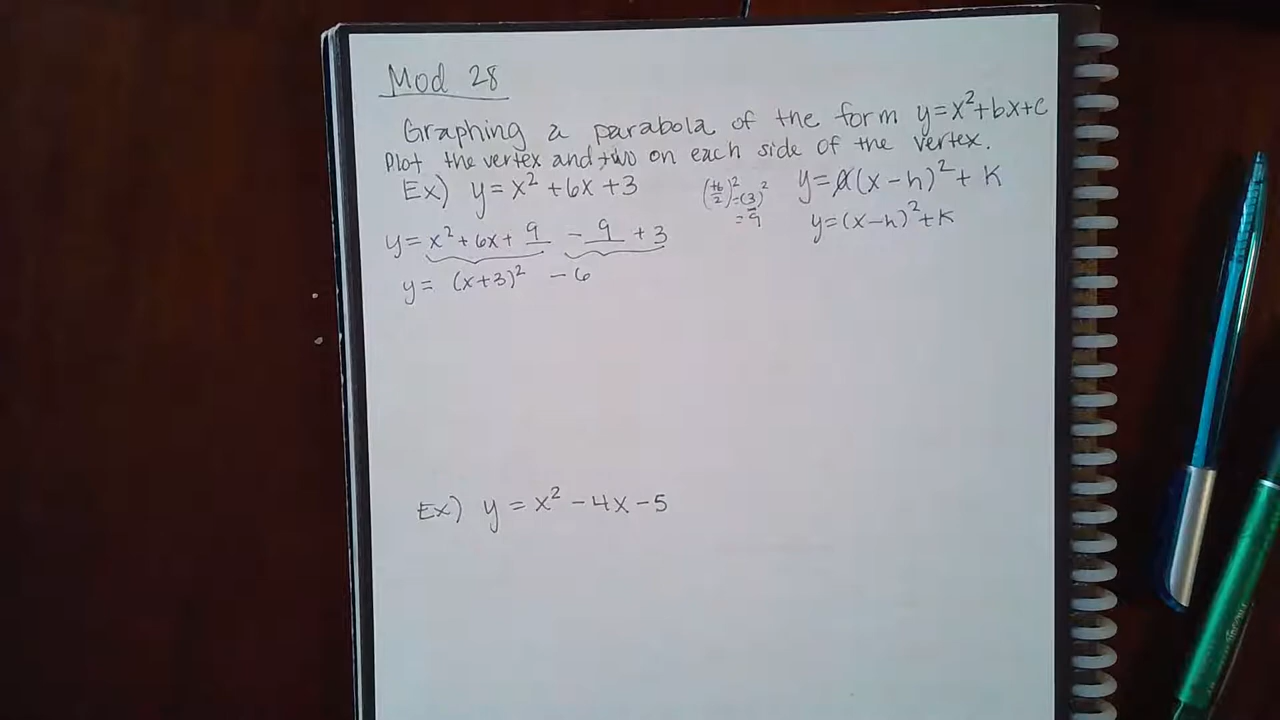 Mod 28
Graphing a parabola of the form y=x²+bx+c
Plot the vertex and two on each side of the vertex.
Ex) y=x²+6x+3
(+6/2)²=(3)²
=9
y=a(x-h)²+k
y=(x-h)²+k
y=x²+6x+9 -9+3
y= (x+3)² -6
Ex) y=x²-4x-5